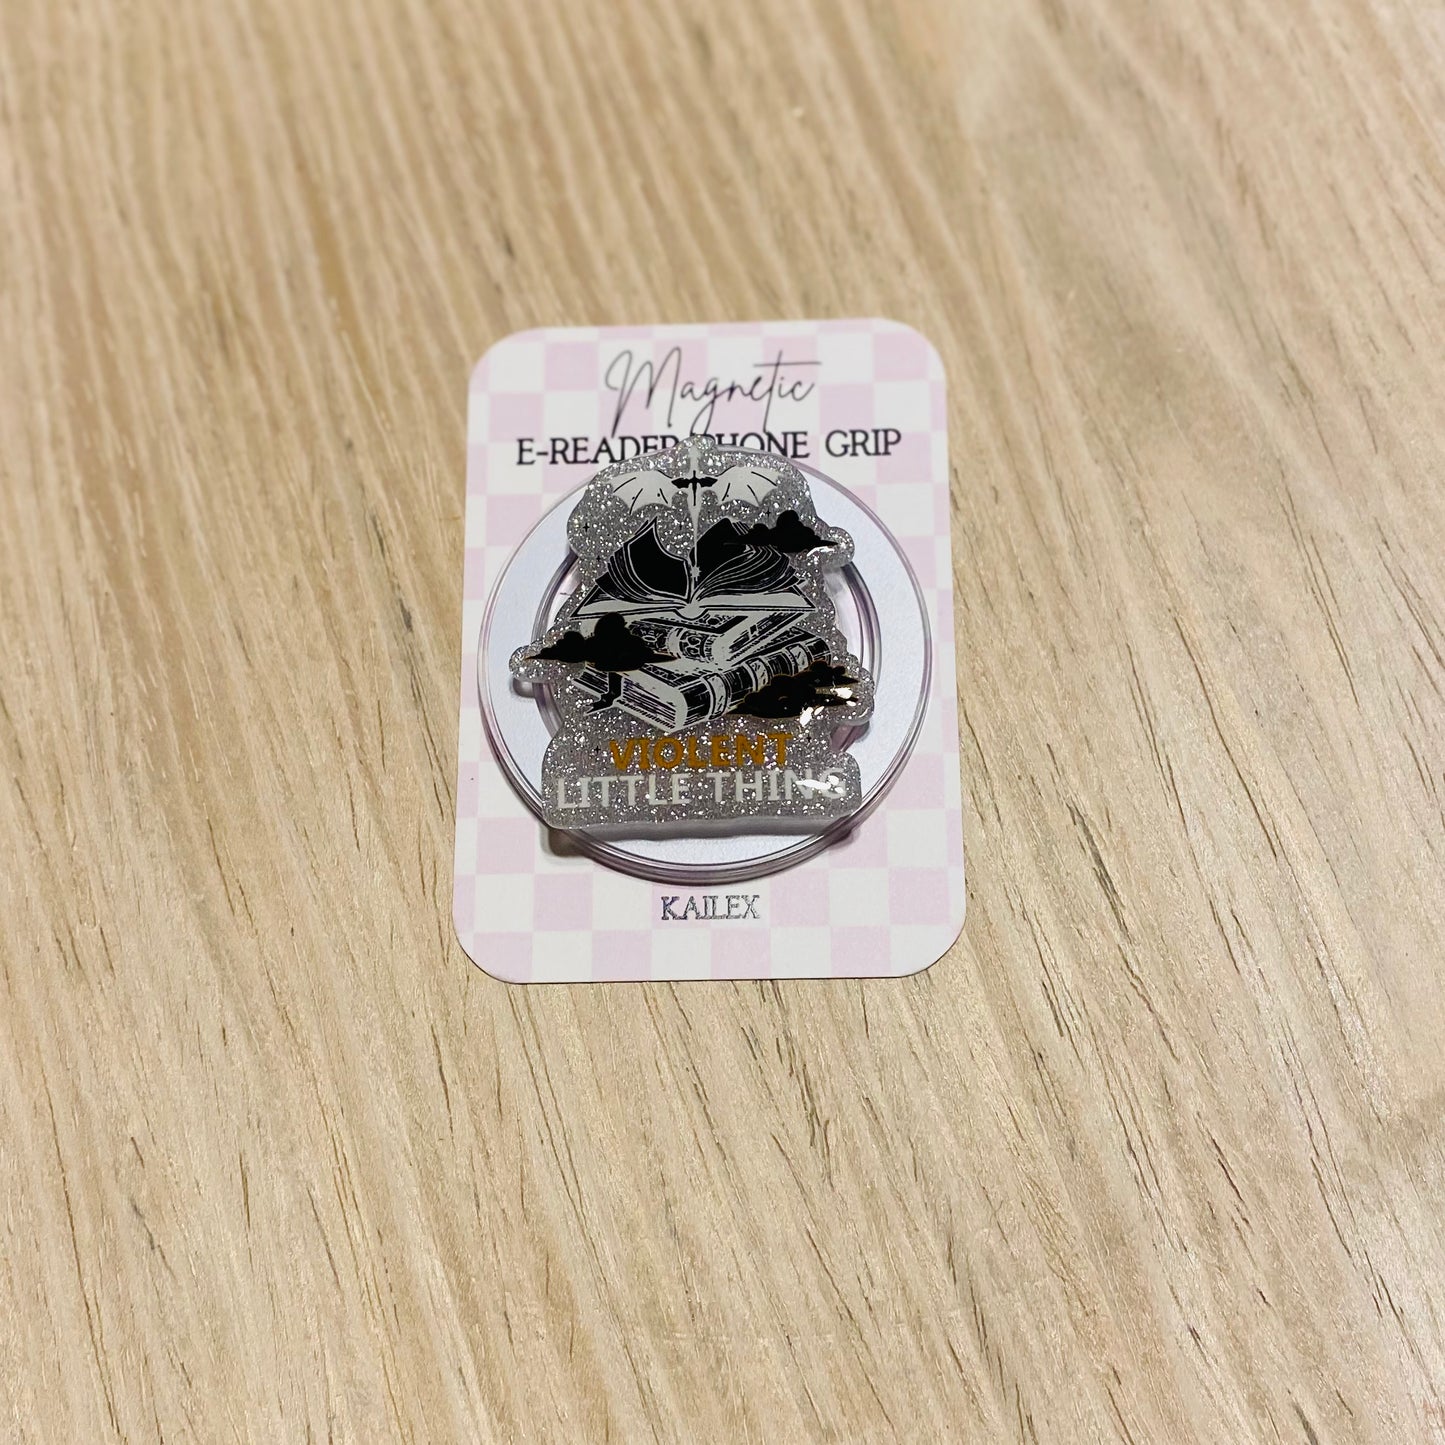 Magnetic
E-READER PHONE GRIP
VIOLENT
LITTLE THING
KAILEX